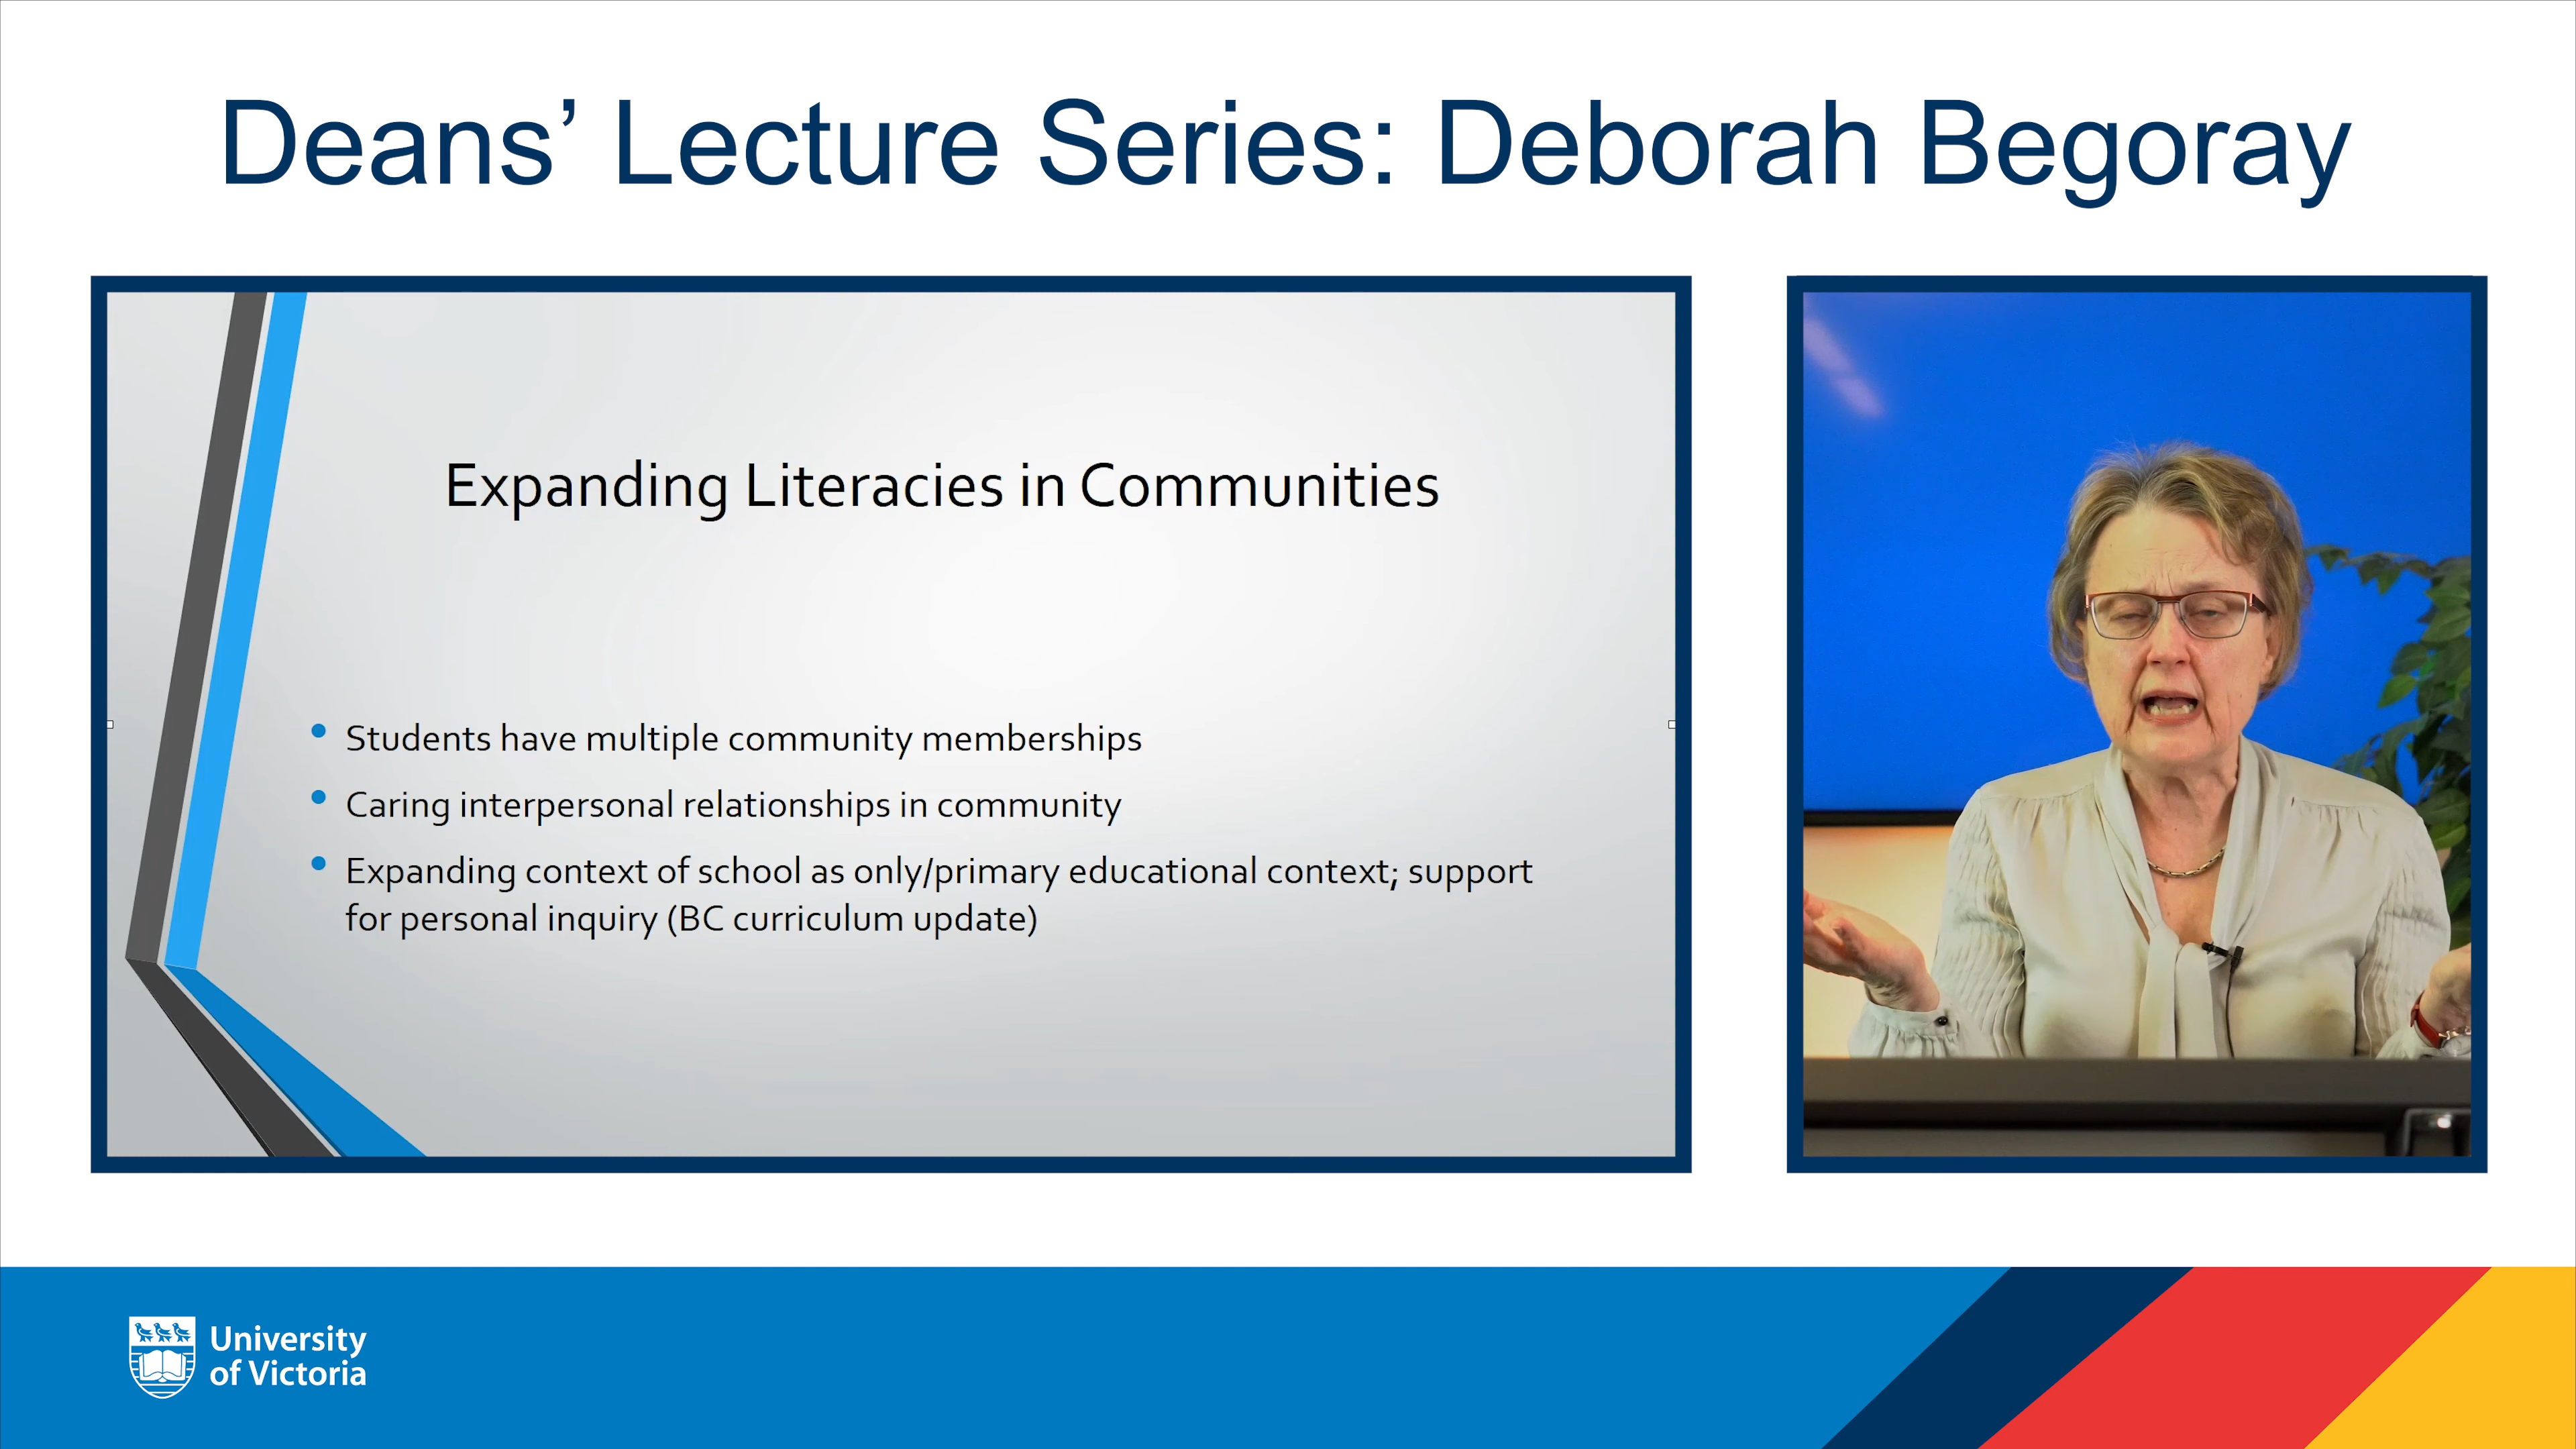 Deans’ Lecture Series: Deborah Begoray
Expanding Literacies in Communities
• Students have multiple community memberships
• Caring interpersonal relationships in community
• Expanding context of school as only/primary educational context; support
for personal inquiry (BC curriculum update)
University
of Victoria